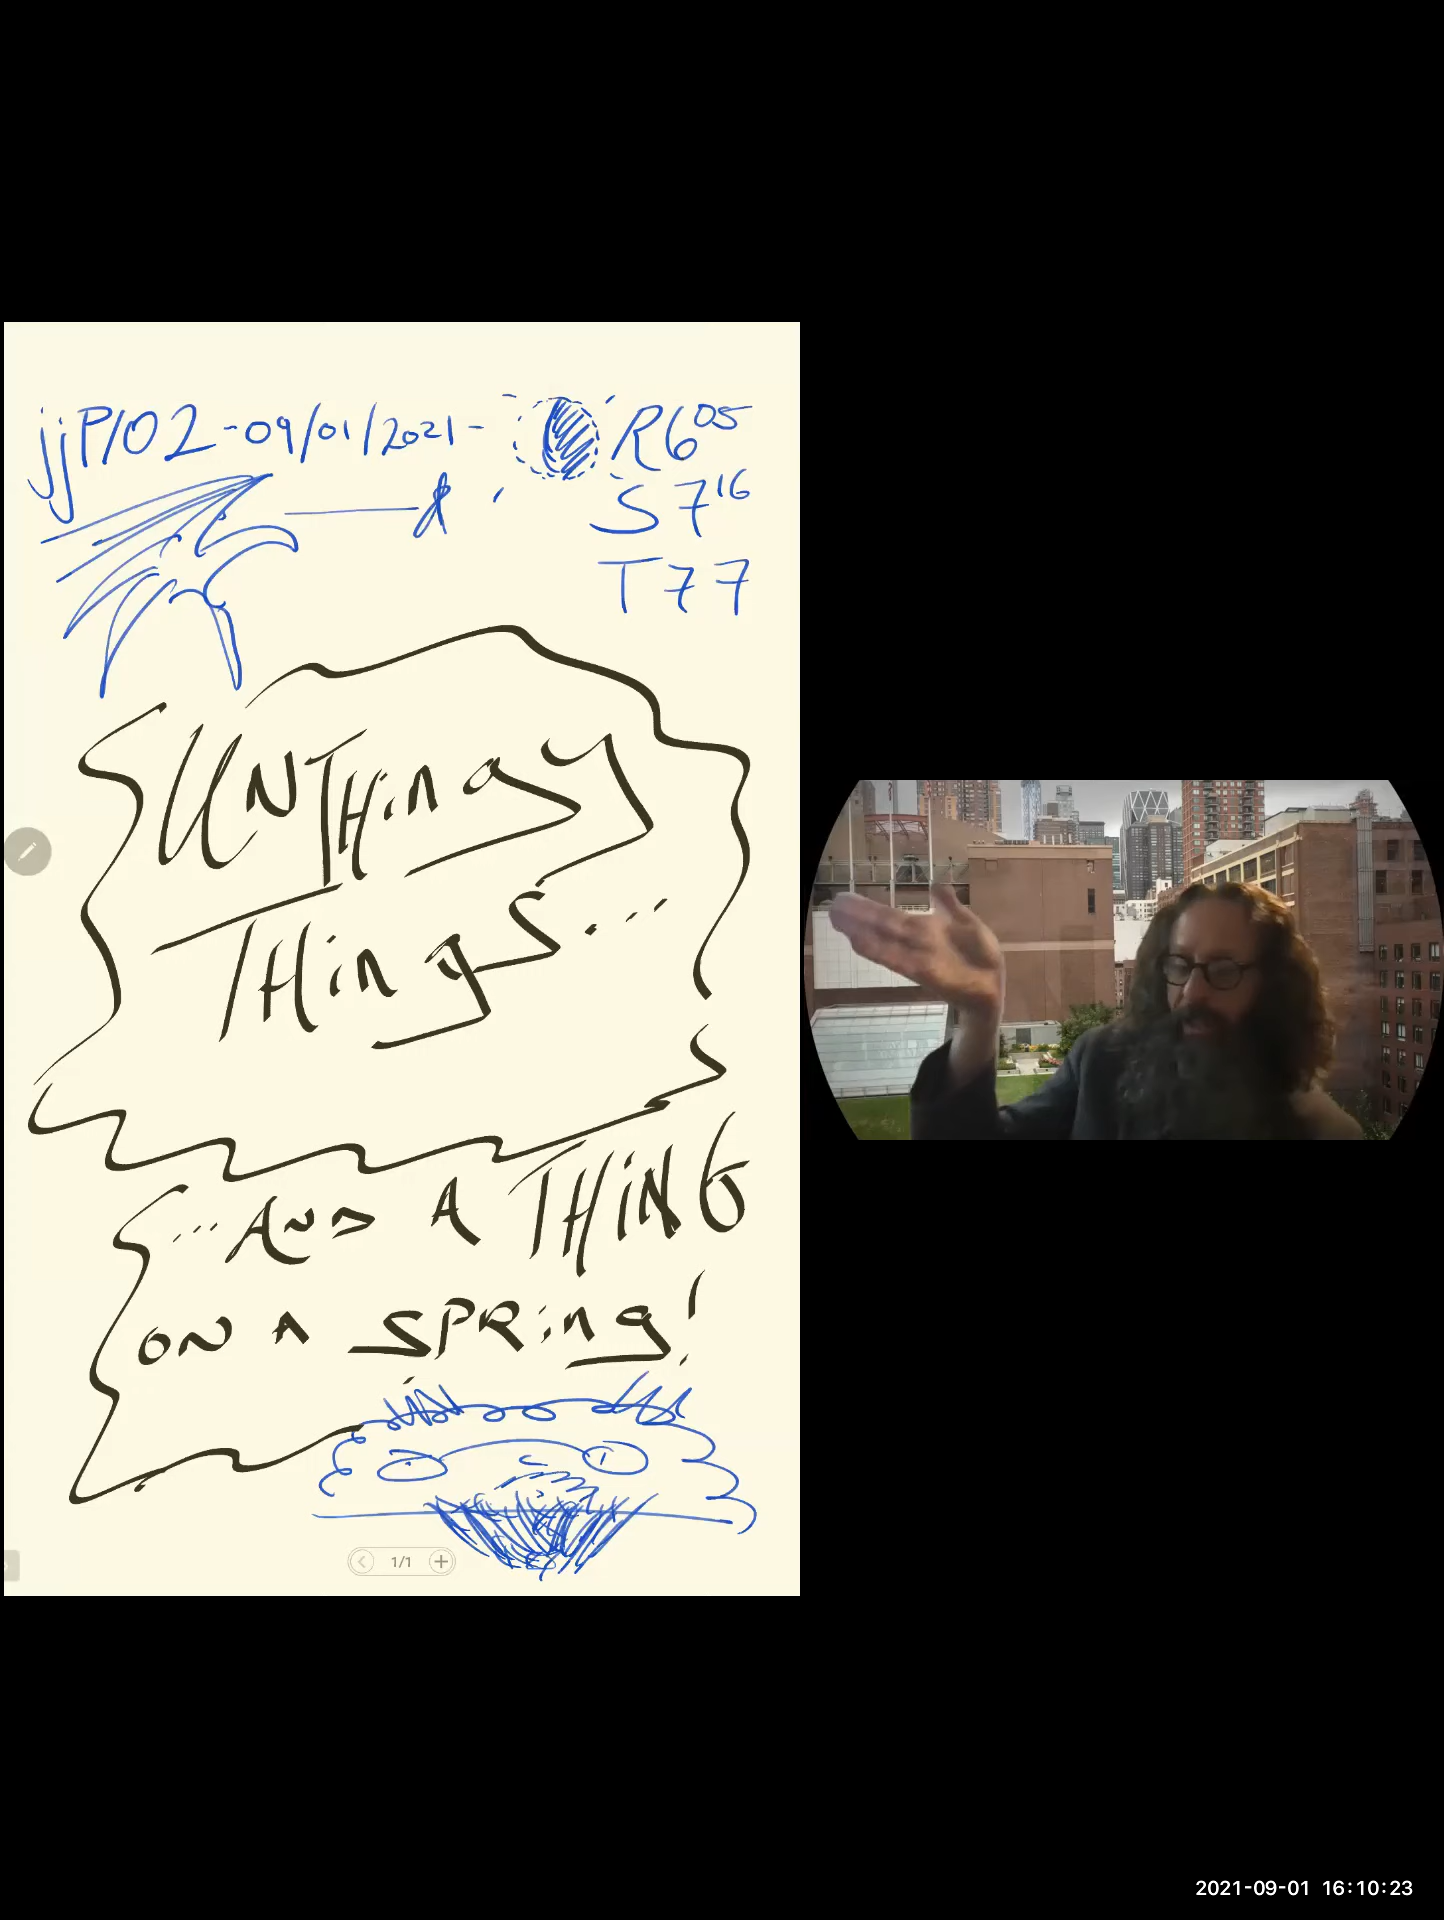 jjP102-09/01/2021- R6⁰⁵
S7¹⁶
T77
UNTHingy
THings...
...AND A THING
ON A SPRing!
1/1
2021-09-01 16:10:23